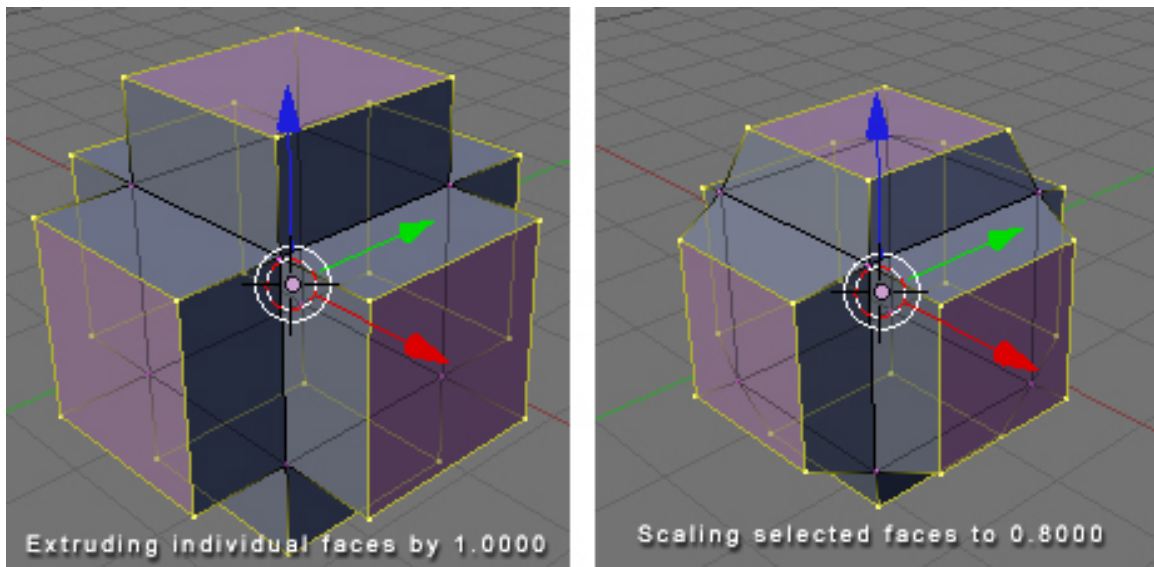 Extruding individual faces by 1.0000
Scaling selected faces to 0.8000